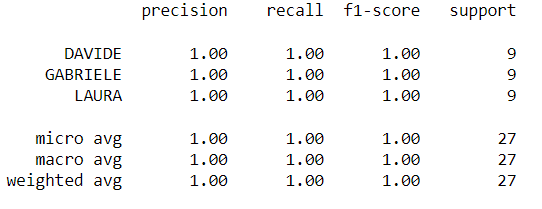 precision recall f1-score support
DAVIDE 1.00 1.00 1.00 9
GABRIELE 1.00 1.00 1.00 9
LAURA 1.00 1.00 1.00 9
micro avg 1.00 1.00 1.00 27
macro avg 1.00 1.00 1.00 27
weighted avg 1.00 1.00 1.00 27